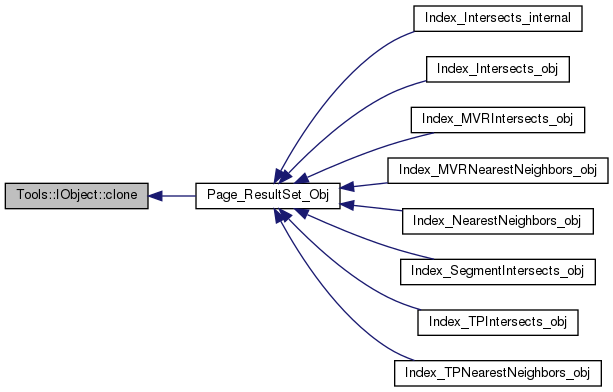 Index_Intersects_internal
Index_Intersects_obj
Index_MVRIntersects_obj
Index_MVRNearestNeighbors_obj
Tools::IObject::clone
Page_ResultSet_Obj
Index_NearestNeighbors_obj
Index_SegmentIntersects_obj
Index_TPIntersects_obj
Index_TPNearestNeighbors_obj